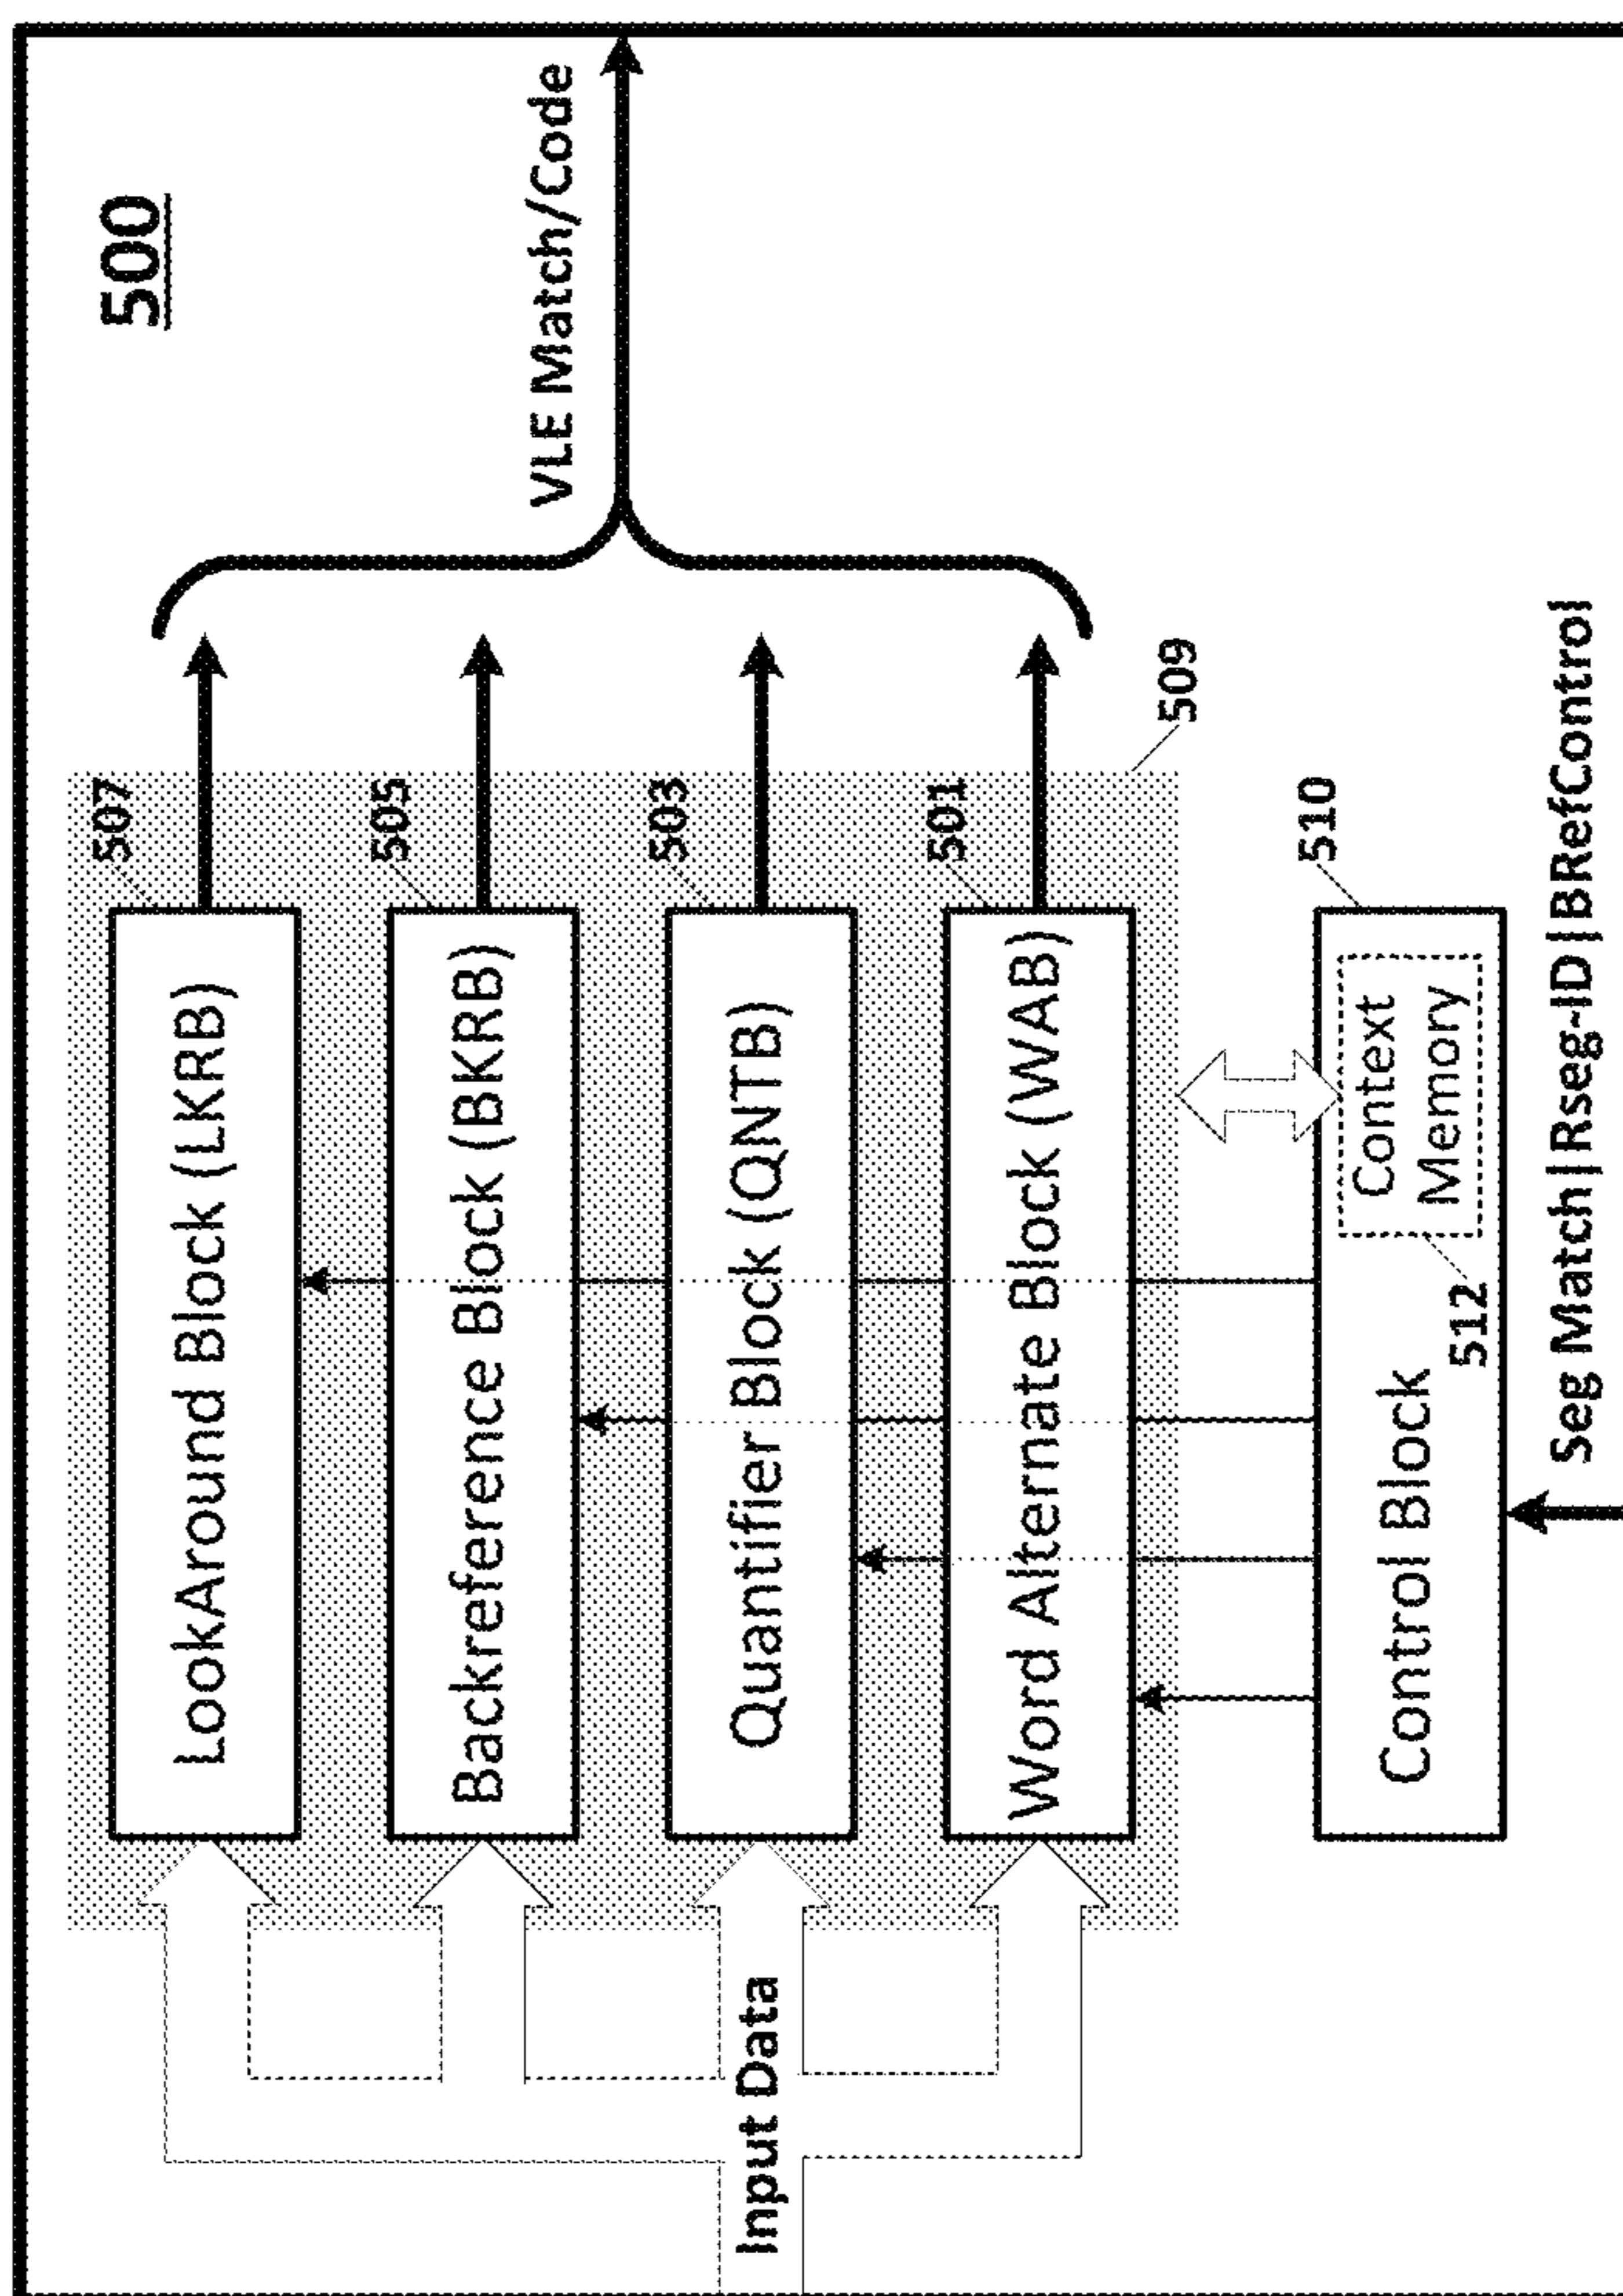 500
Input Data
LookAround Block (LKRB)
507
Backreference Block (BKRB)
505
Quantifier Block (QNTB)
503
Word Alternate Block (WAB)
501
509
VLE Match/Code
Control Block
510
Context
Memory
512
Seg Match|Rseg-ID|BRefControl